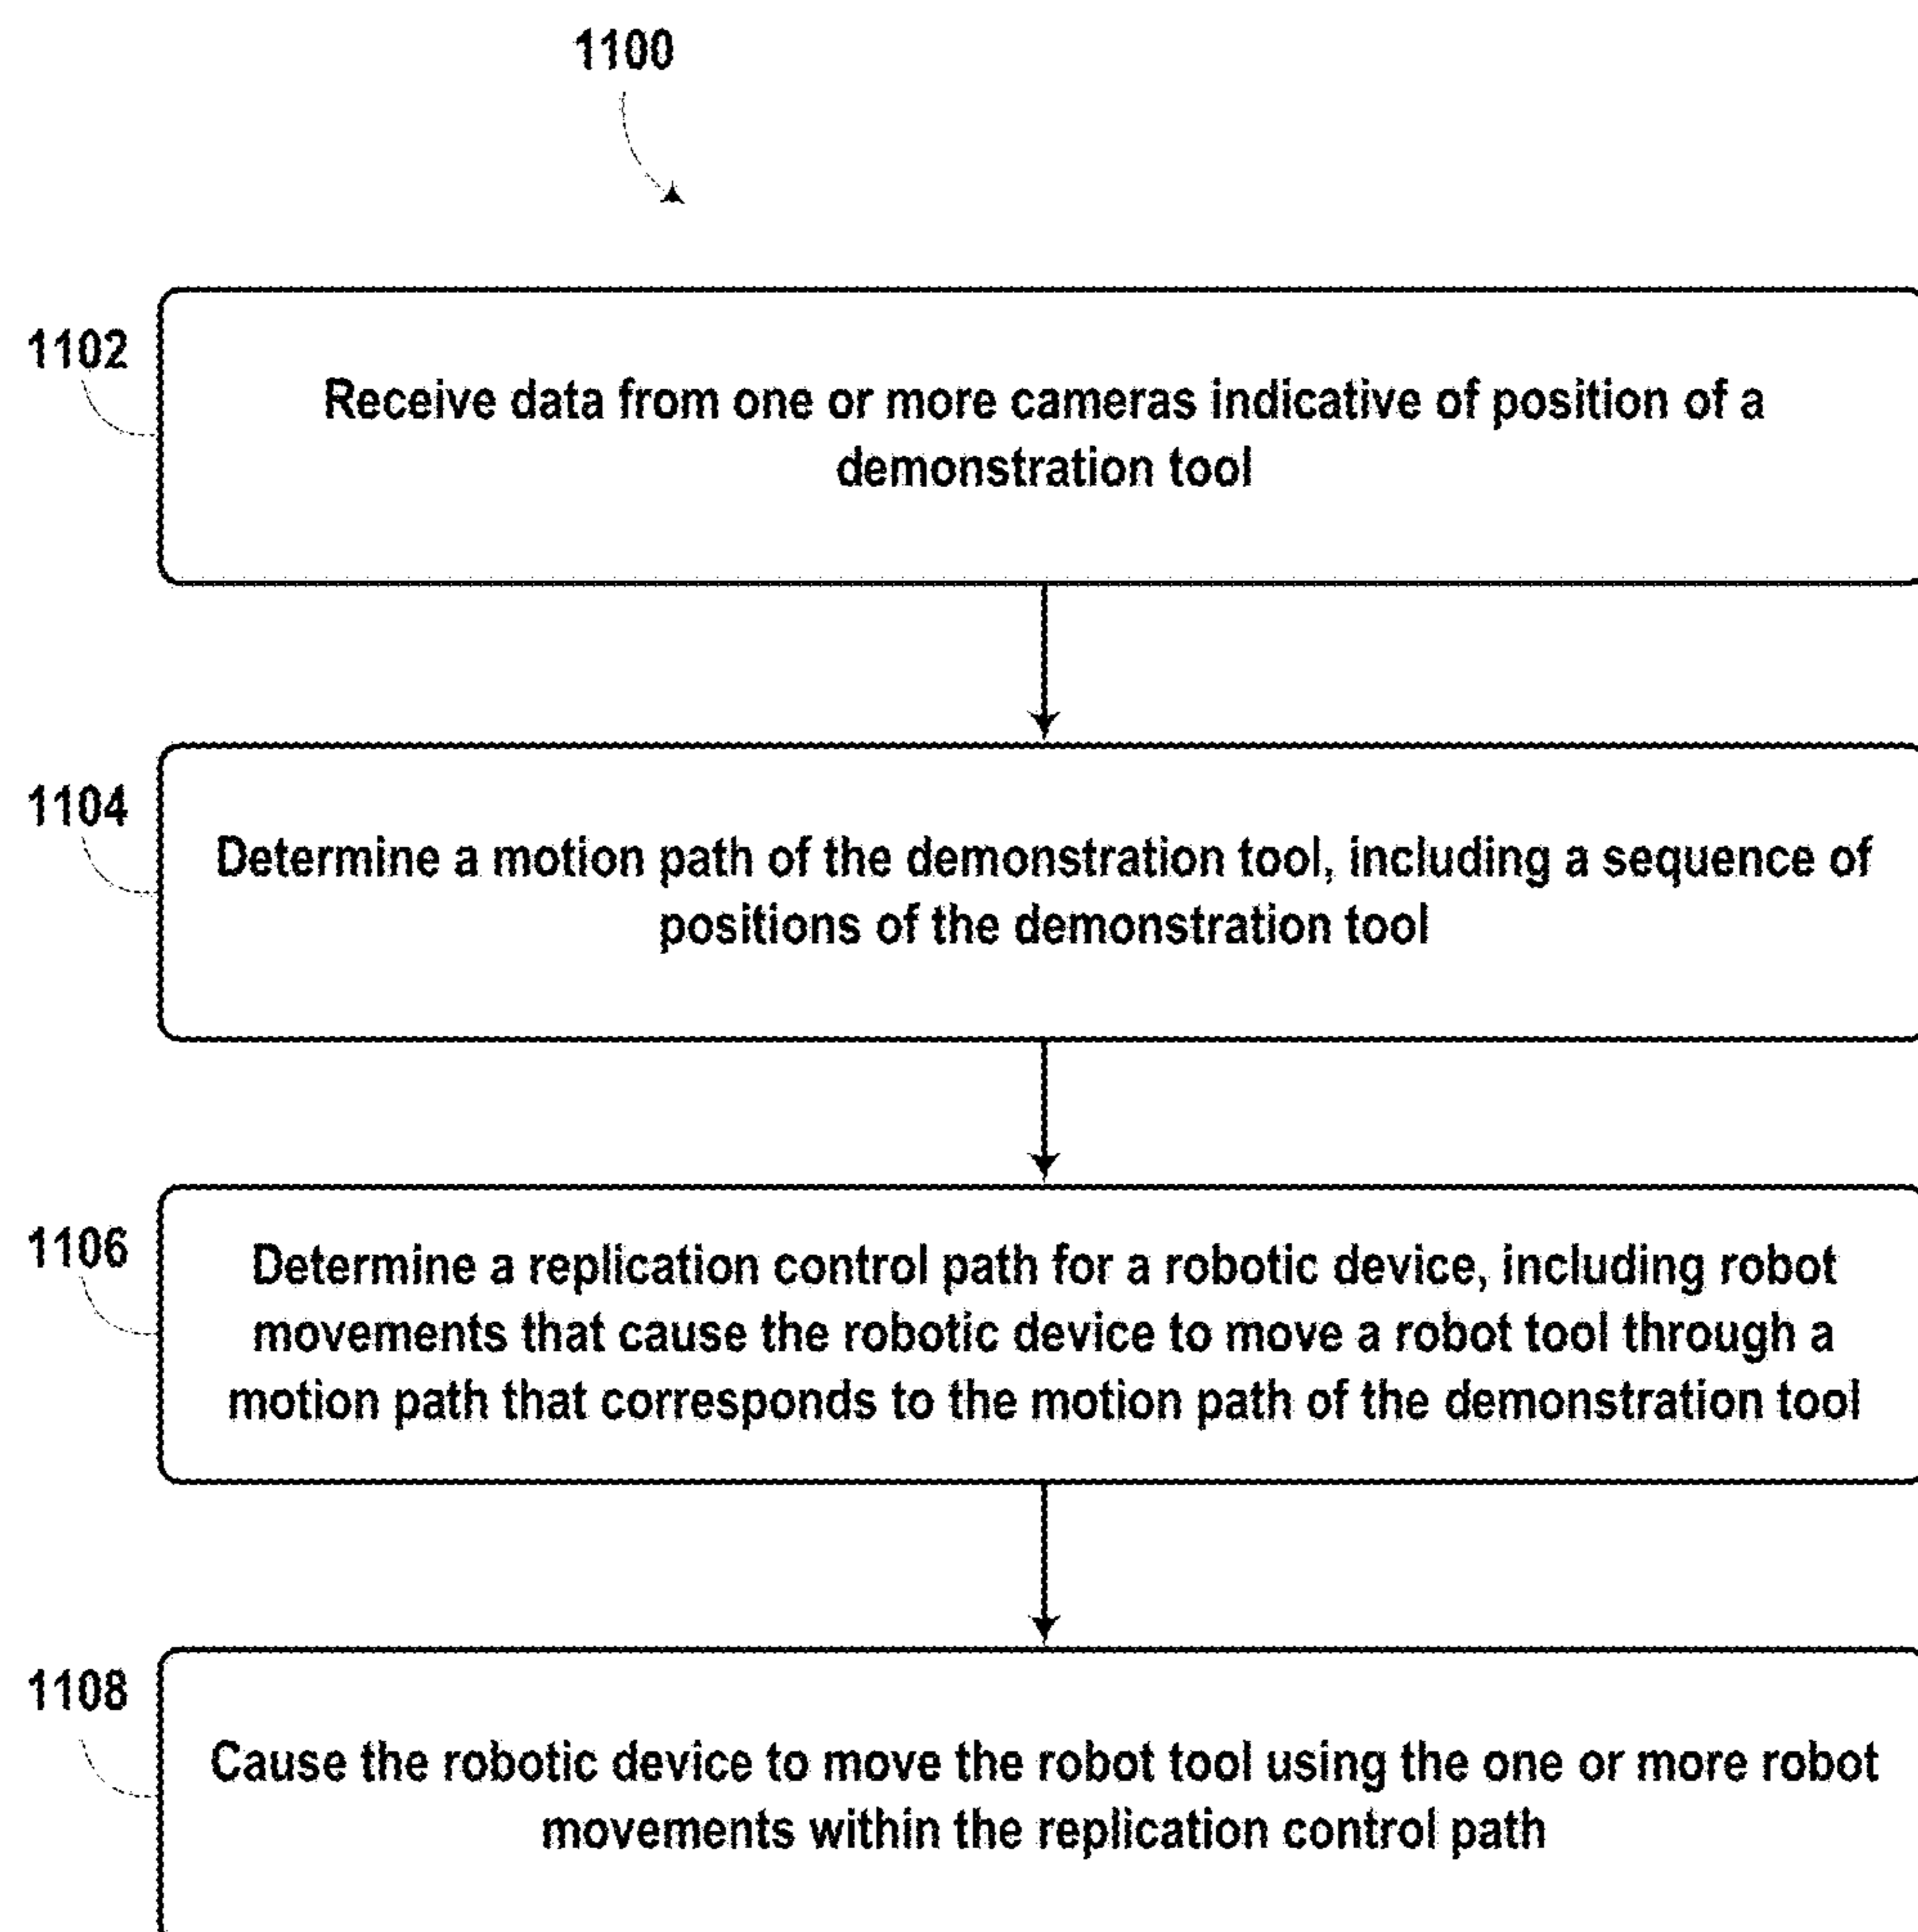 1100
1102
Receive data from one or more cameras indicative of position of a
demonstration tool
1104
Determine a motion path of the demonstration tool, including a sequence of
positions of the demonstration tool
1106
Determine a replication control path for a robotic device, including robot
movements that cause the robotic device to move a robot tool through a
motion path that corresponds to the motion path of the demonstration tool
1108
Cause the robotic device to move the robot tool using the one or more robot
movements within the replication control path